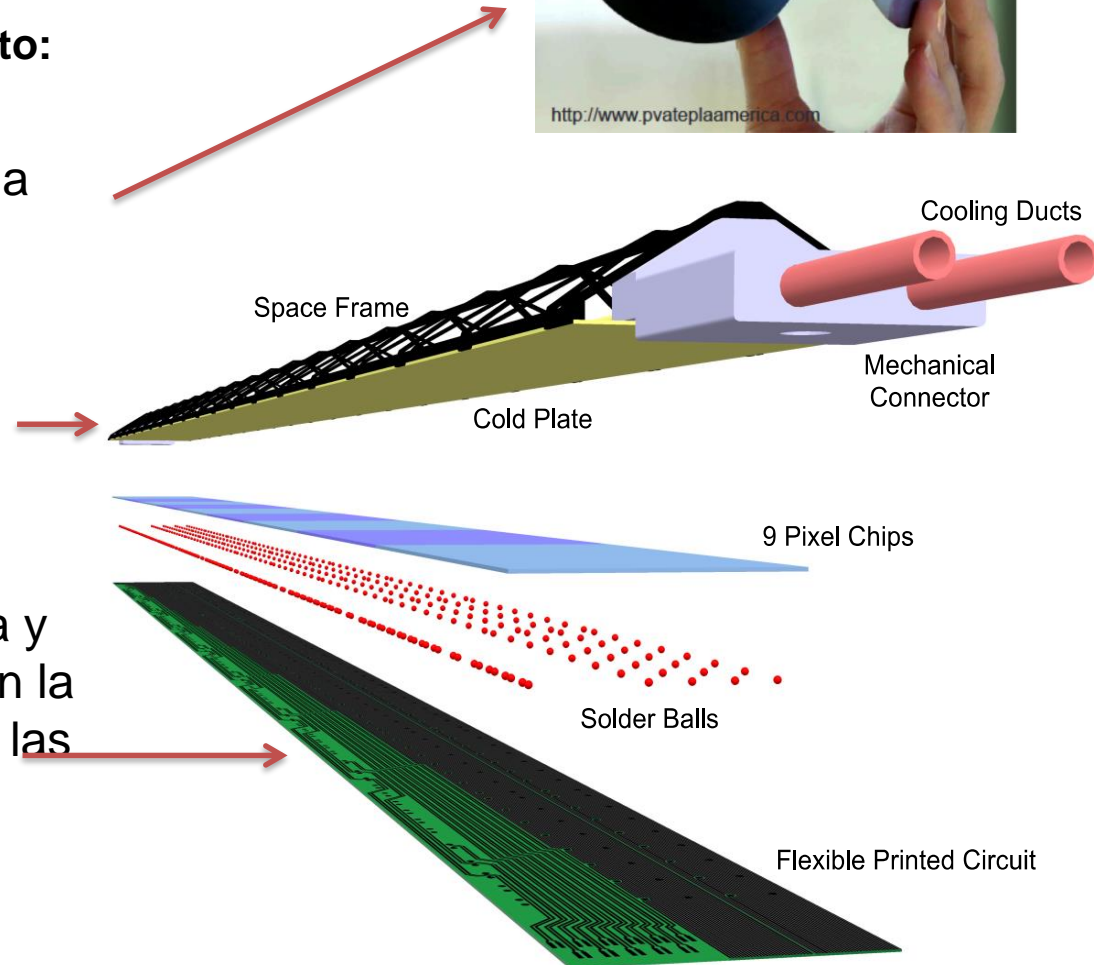 to:
http://www.pvateplaamerica.com
a
Cooling Ducts
Space Frame
Mechanical
Connector
Cold Plate
9 Pixel Chips
a y
n la
las
Solder Balls
Flexible Printed Circuit